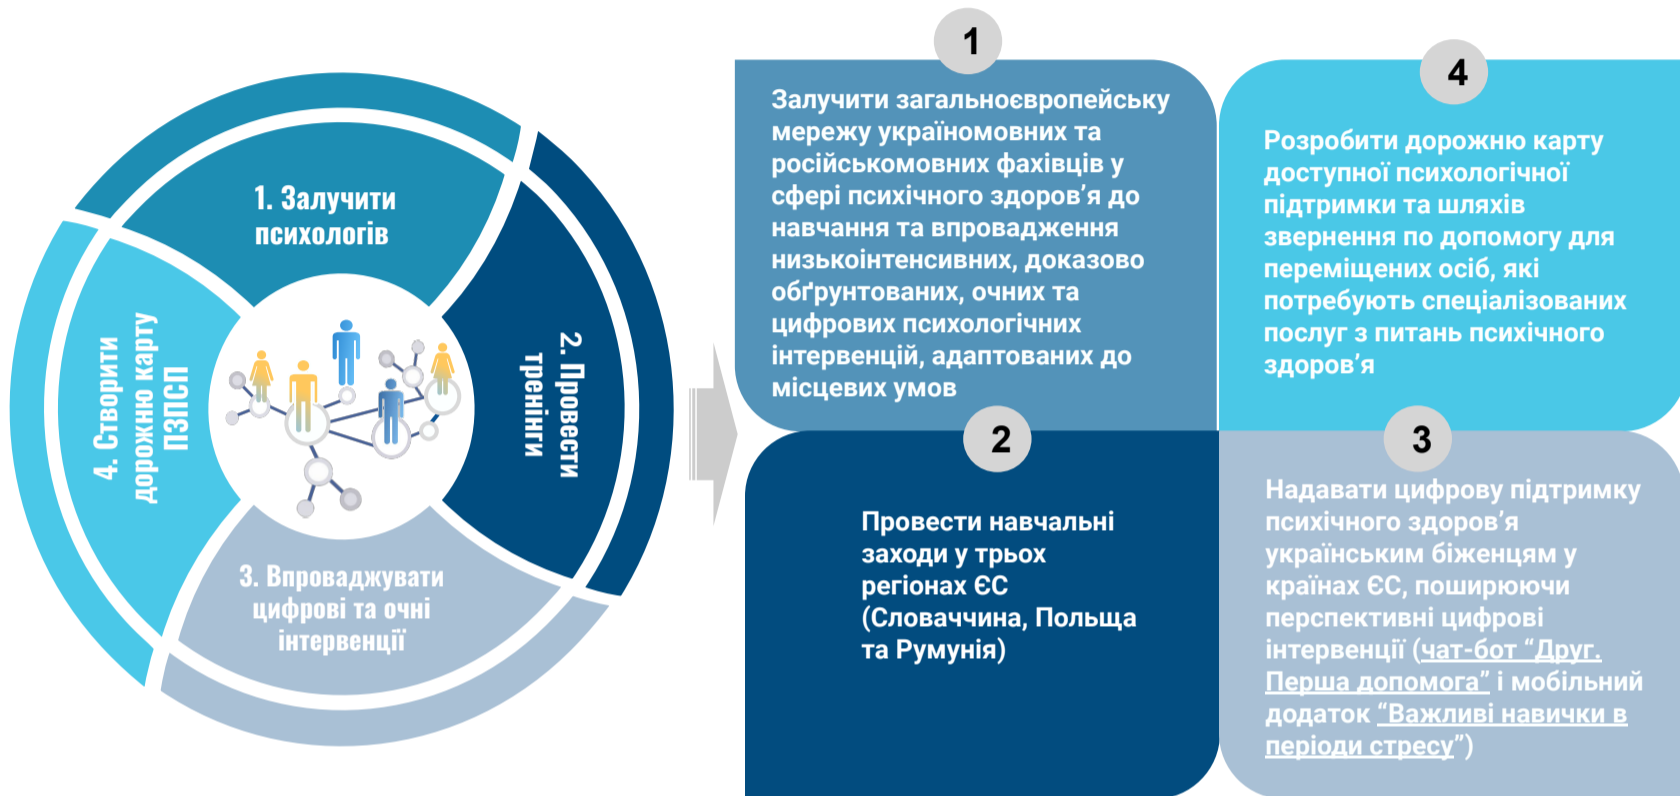 1. Залучити
психологів
2. Провести
тренінги
3. Впроваджувати
цифрові та очні
інтервенції
4. Створити
дорожню карту
ПЗПСП
1
Залучити загальноєвропейську
мережу україномовних та
російськомовних фахівців у
сфері психічного здоров’я до
навчання та впровадження
низькоінтенсивних, доказово
обґрунтованих, очних та
цифрових психологічних
інтервенцій, адаптованих до
місцевих умов
4
Розробити дорожню карту
доступної психологічної
підтримки та шляхів
звернення по допомогу для
переміщених осіб, які
потребують спеціалізованих
послуг з питань психічного
здоров’я
2
Провести навчальні
заходи у трьох
регіонах ЄС
(Словаччина, Польща
та Румунія)
3
Надавати цифрову підтримку
психічного здоров’я
українським біженцям у
країнах ЄС, поширюючи
перспективні цифрові
інтервенції (чат-бот “Друг.
Перша допомога” і мобільний
додаток “Важливі навички в
періоди стресу”)